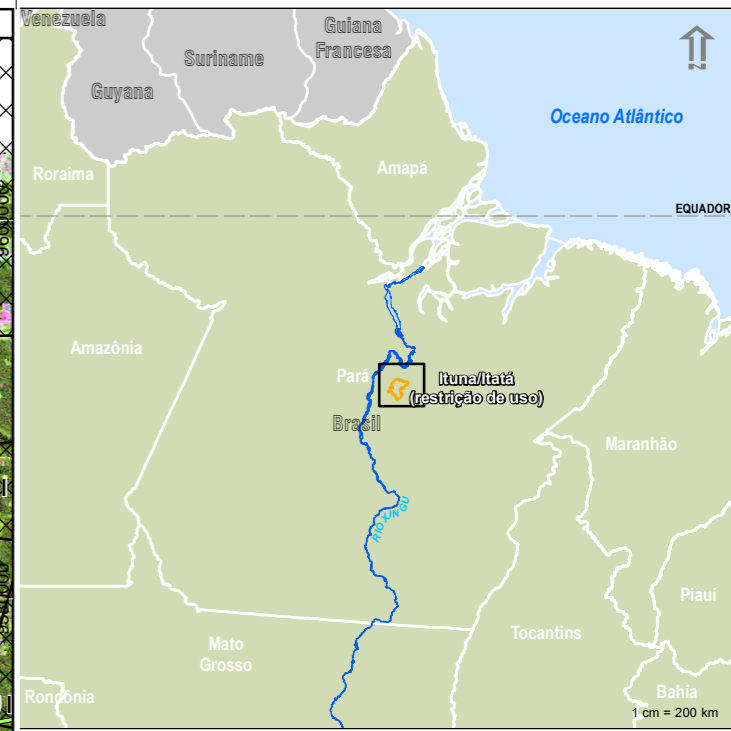 Venezuela
Guiana
Francesa
Suriname
Guyana
N
Oceano Atlântico
Roraima
Amapá
EQUADOR
Amazônia
Pará
Ituna/Itatá
(restrição de uso)
Brasil
Maranhão
RIO XINGU
Piauí
Mato
Grosso
Tocantins
Rondônia
Bahia
1 cm = 200 km